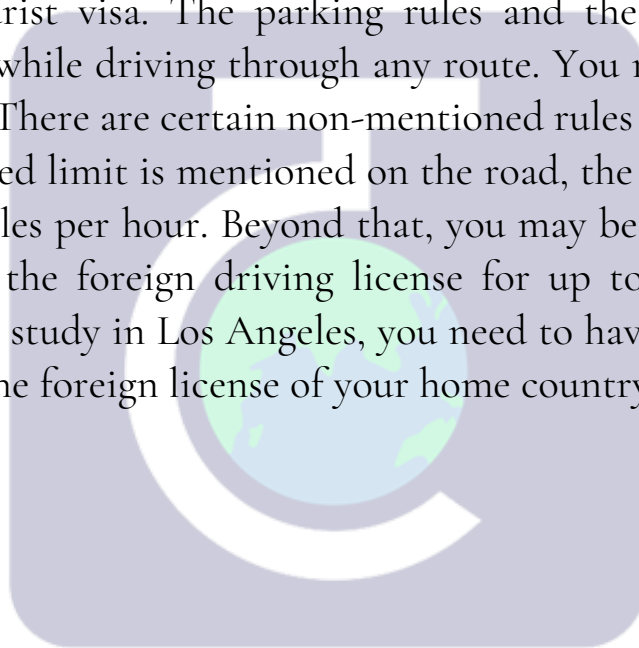 rist visa. The parking rules and the
while driving through any route. You
There are certain non-mentioned rules
ed limit is mentioned on the road, the
les per hour. Beyond that, you may be
the foreign driving license for up to
study in Los Angeles, you need to hav
he foreign license of your home country